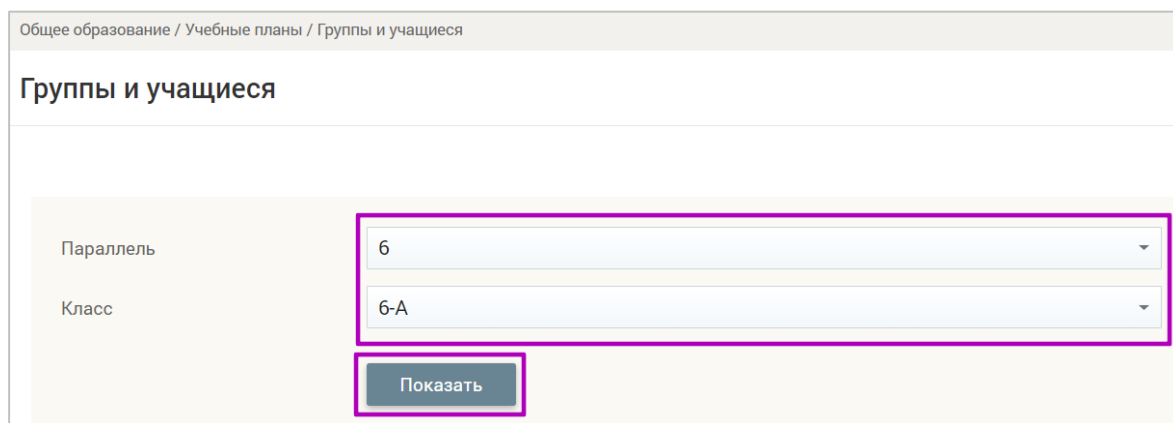 Общее образование / Учебные планы / Группы и учащиеся
Группы и учащиеся
Параллель 6
Класс 6-А
Показать